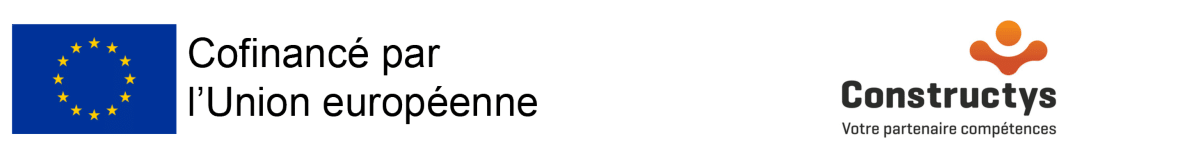 Cofinancé par
l’Union européenne
Constructys
Votre partenaire compétences